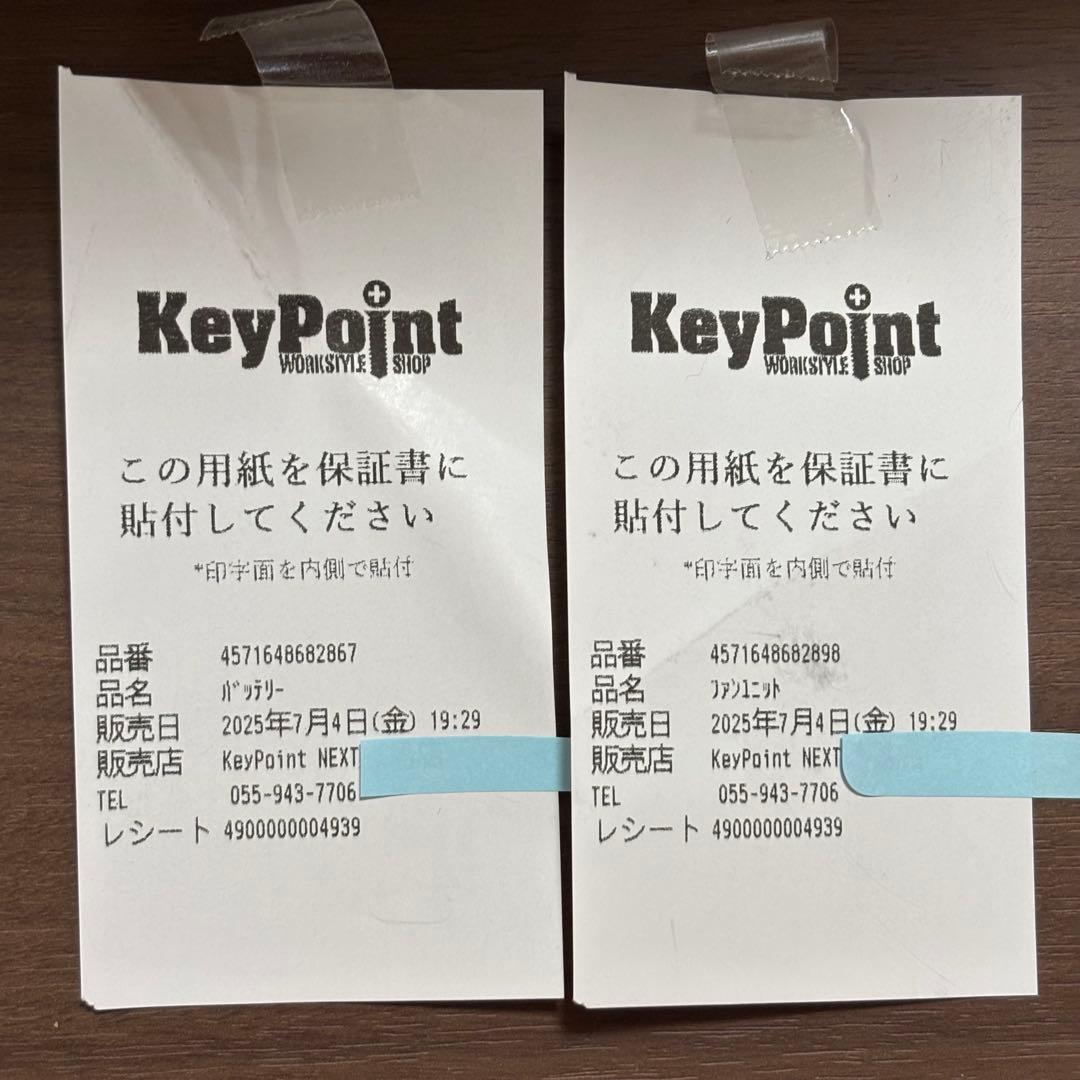 KeyPoint
WORKSTYLE SHOP
この用紙を保証書に
貼付してください
*印字面を内側で貼付
品番 4571648682867
品名 ﾊﾞｯﾃﾘｰ
販売日 2025年7月4日(金) 19:29
販売店 KeyPoint NEXT
TEL 055-943-7706
レシート 4900000004939
KeyPoint
WORKSTYLE SHOP
この用紙を保証書に
貼付してください
*印字面を内側で貼付
品番 4571648682898
品名 ﾌｧﾝﾕﾆｯﾄ
販売日 2025年7月4日(金) 19:29
販売店 KeyPoint NEXT
TEL 055-943-7706
レシート 4900000004939